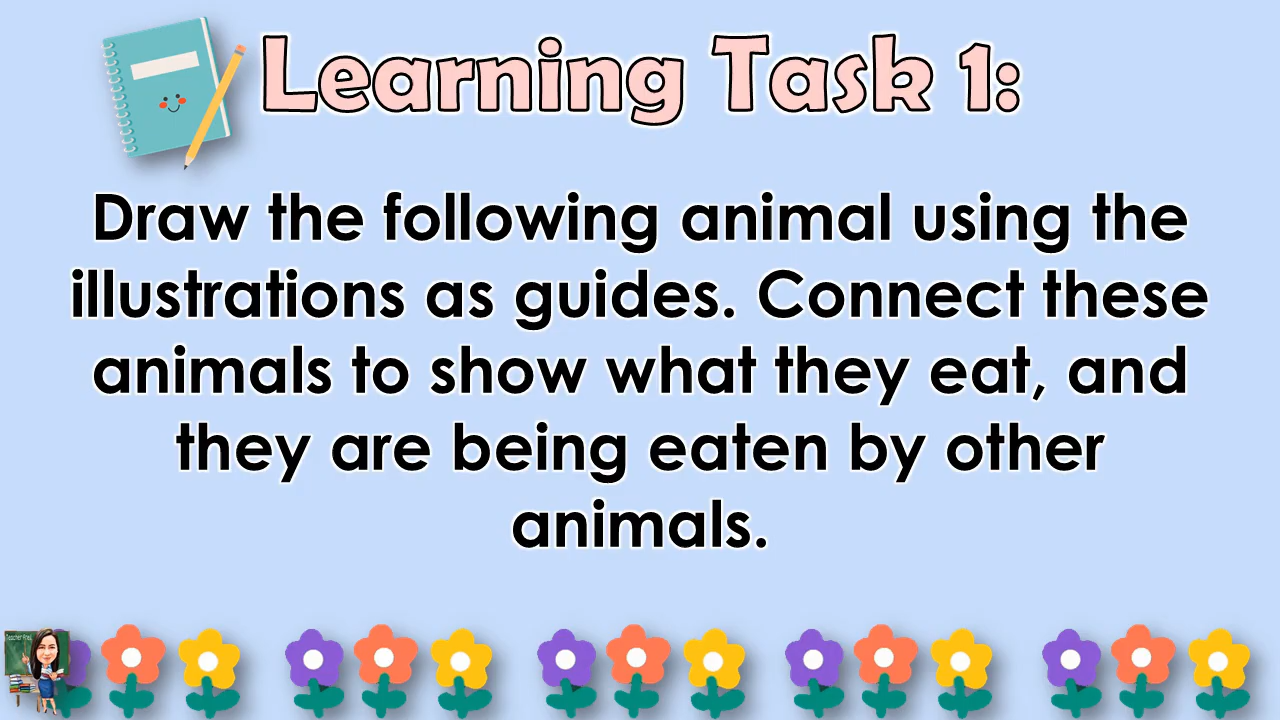 Learning Task 1:
Draw the following animal using the
illustrations as guides. Connect these
animals to show what they eat, and
they are being eaten by other
animals.